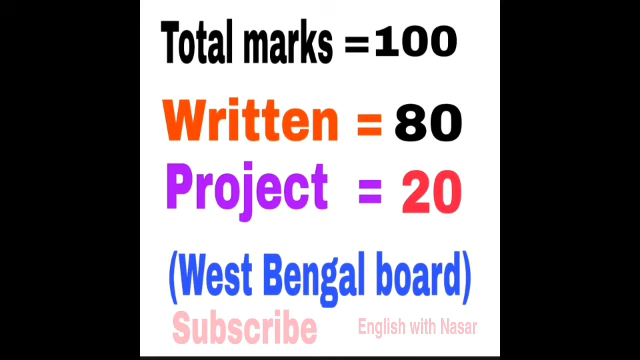 Total marks =100
Written = 80
Project = 20
(West Bengal board)
Subscribe English with Nasar